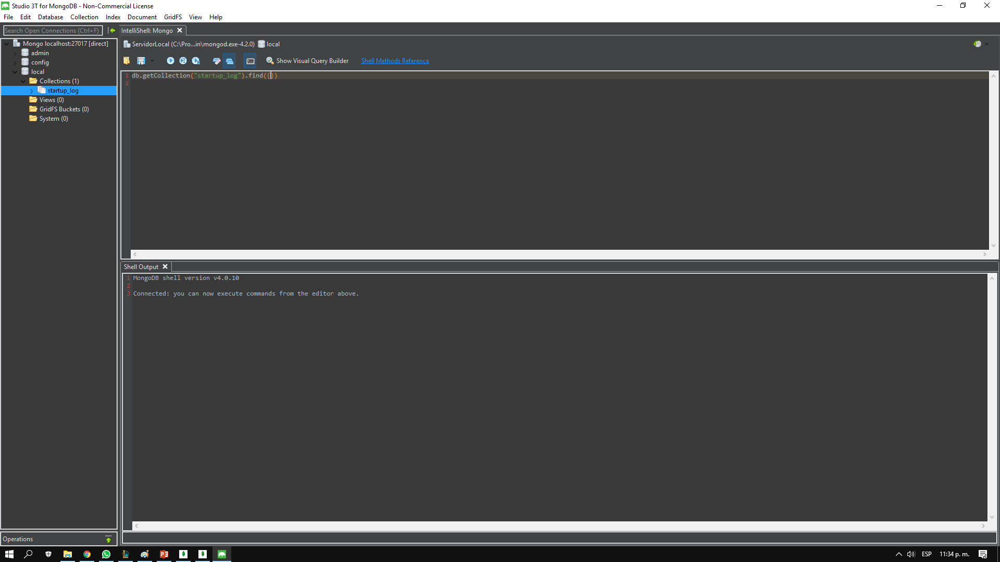 Studio 3T for MongoDB - Non-Commercial License
File Edit Database Collection Index Document GridFS View Help
Search Open Connections (Ctrl+F) .
Mongo localhost:27017 [direct]
admin
config
local
Collections (1)
startup_log
Views (0)
GridFS Buckets (0)
System (0)
Operations
IntelliShell: Mongo
ServidorLocal (C:\Pro...in\mongod.exe-4.2.0) local
Show Visual Query Builder Shell Methods Reference
1 db.getCollection("startup_log").find({})
2
Shell Output
1 MongoDB shell version v4.0.10
2
3 Connected: you can now execute commands from the editor above.
ESP 11:34 p. m.